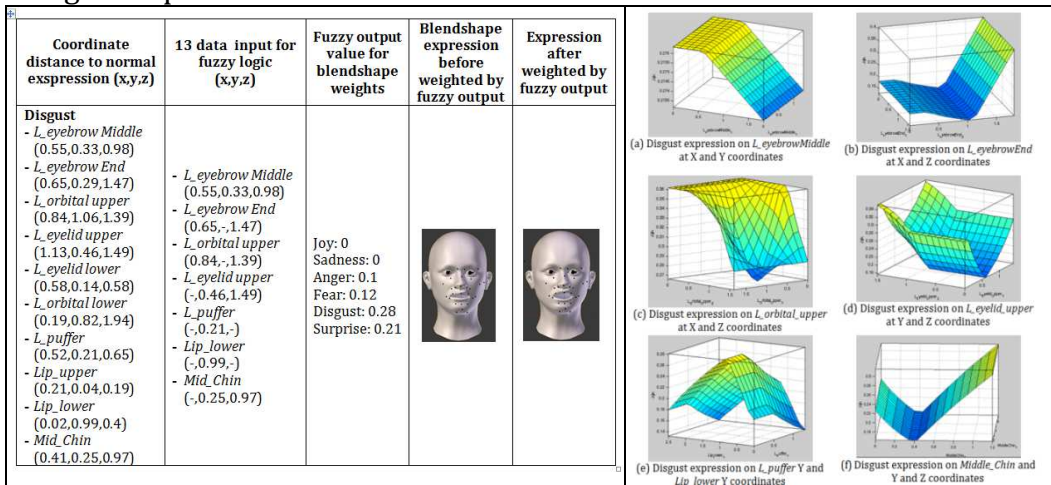 Coordinate
distance to normal
exspression (x,y,z)
13 data input for
fuzzy logic
(x,y,z)
Fuzzy output
value for
blendshape
weights
Blendshape
expression
before
weighted by
fuzzy output
Expression
after
weighted by
fuzzy output
Disgust
- L_eyebrow Middle
(0.55,0.33,0.98)
- L_eyebrow End
(0.65,0.29,1.47)
- L_orbital upper
(0.84,1.06,1.39)
- L_eyelid upper
(1.13,0.46,1.49)
- L_eyelid lower
(0.58,0.14,0.58)
- L_orbital lower
(0.19,0.82,1.94)
- L_puffer
(0.52,0.21,0.65)
- Lip_upper
(0.21,0.04,0.19)
- Lip_lower
(0.02,0.99,0.4)
- Mid_Chin
(0.41,0.25,0.97)
- L_eyebrow Middle
(0.55,0.33,0.98)
- L_eyebrow End
(0.65,-,1.47)
- L_orbital upper
(0.84,-,1.39)
- L_eyelid upper
(-,0.46,1.49)
- L_puffer
(-,0.21,-)
- Lip_lower
(-,0.99,-)
- Mid_Chin
(-,0.25,0.97)
Joy: 0
Sadness: 0
Anger: 0.1
Fear: 0.12
Disgust: 0.28
Surprise: 0.21
(a) Disgust expression on L_eyebrowMiddle
at X and Y coordinates
(b) Disgust expression on L_eyebrowEnd
at X and Z coordinates
(c) Disgust expression on L_orbital_upper
at X and Z coordinates
(d) Disgust expression on L_eyelid_upper
at Y and Z coordinates
(e) Disgust expression on L_puffer Y and
Lip_lower Y coordinates
(f) Disgust expression on Middle_Chin and
Y and Z coordinates